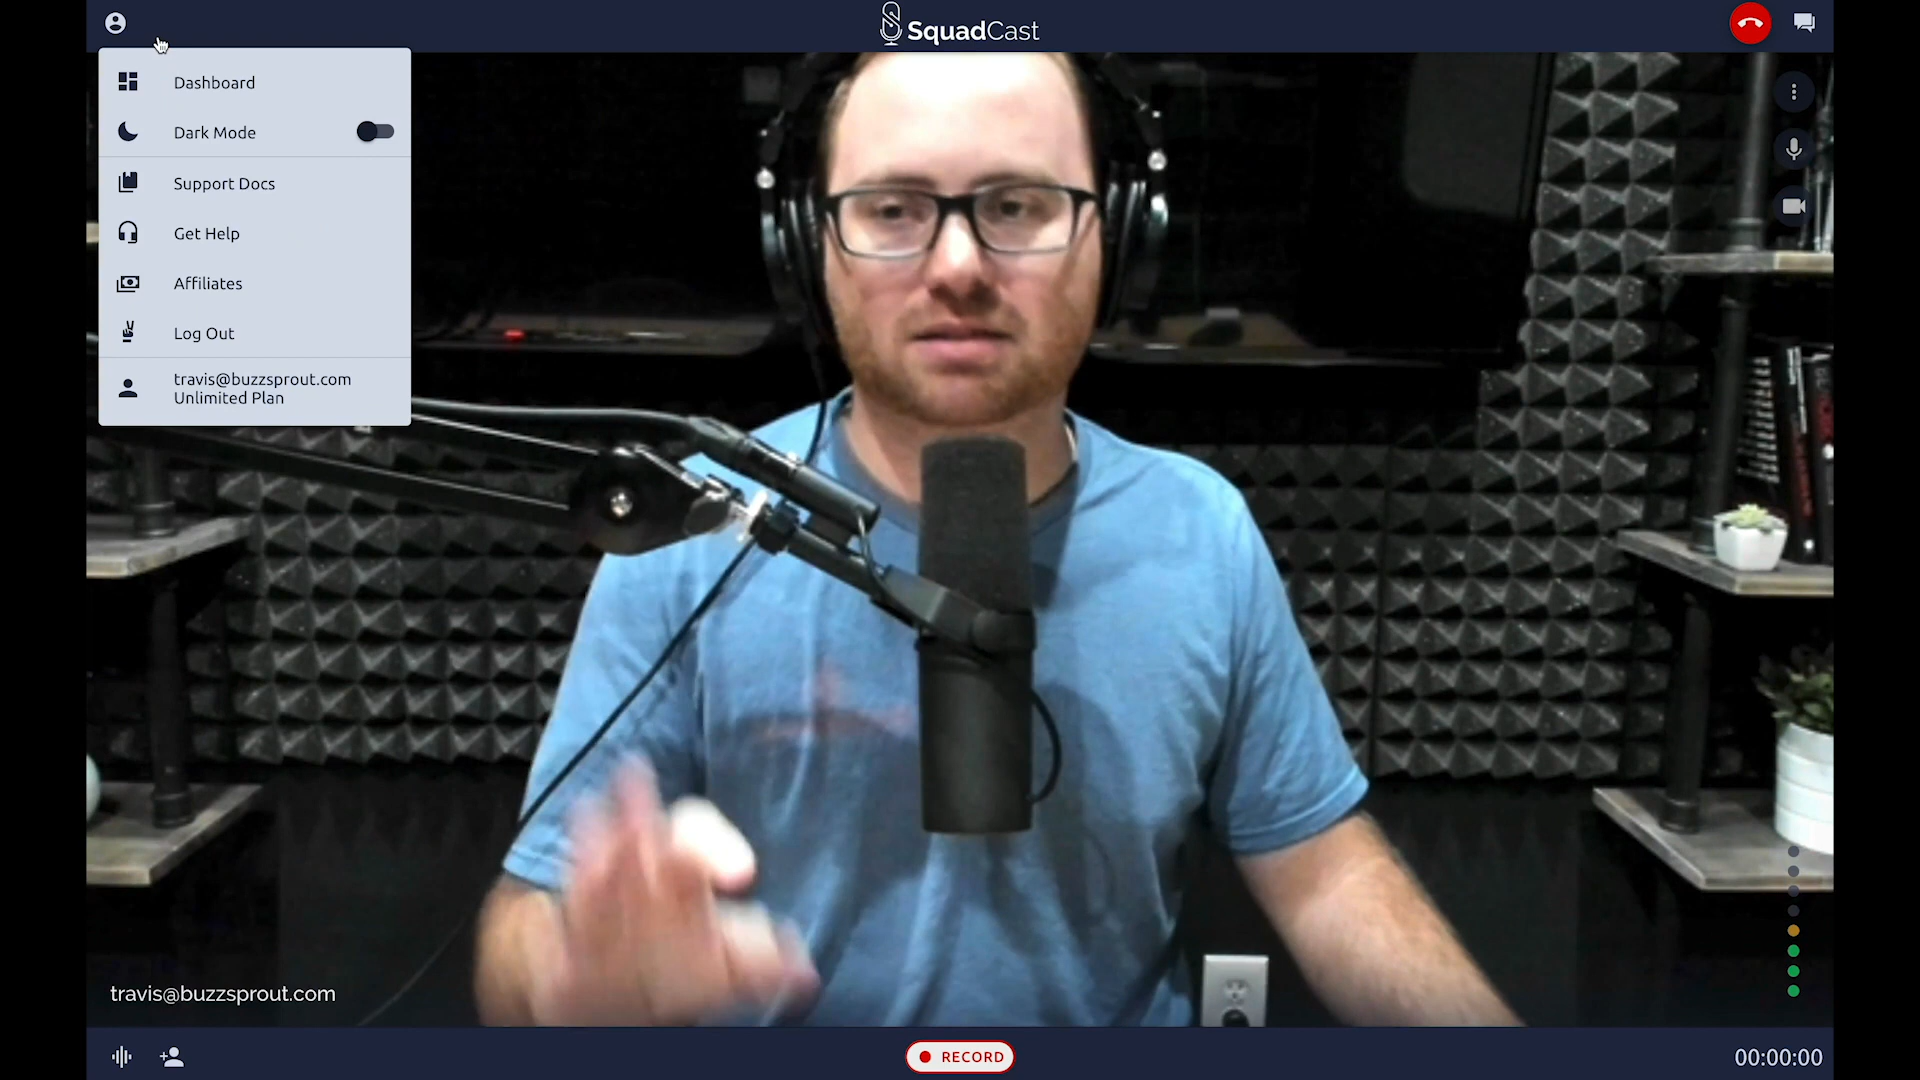 SquadCast
Dashboard
Dark Mode
Support Docs
Get Help
Affiliates
Log Out
travis@buzzsprout.com
Unlimited Plan
travis@buzzsprout.com
RECORD
00:00:00